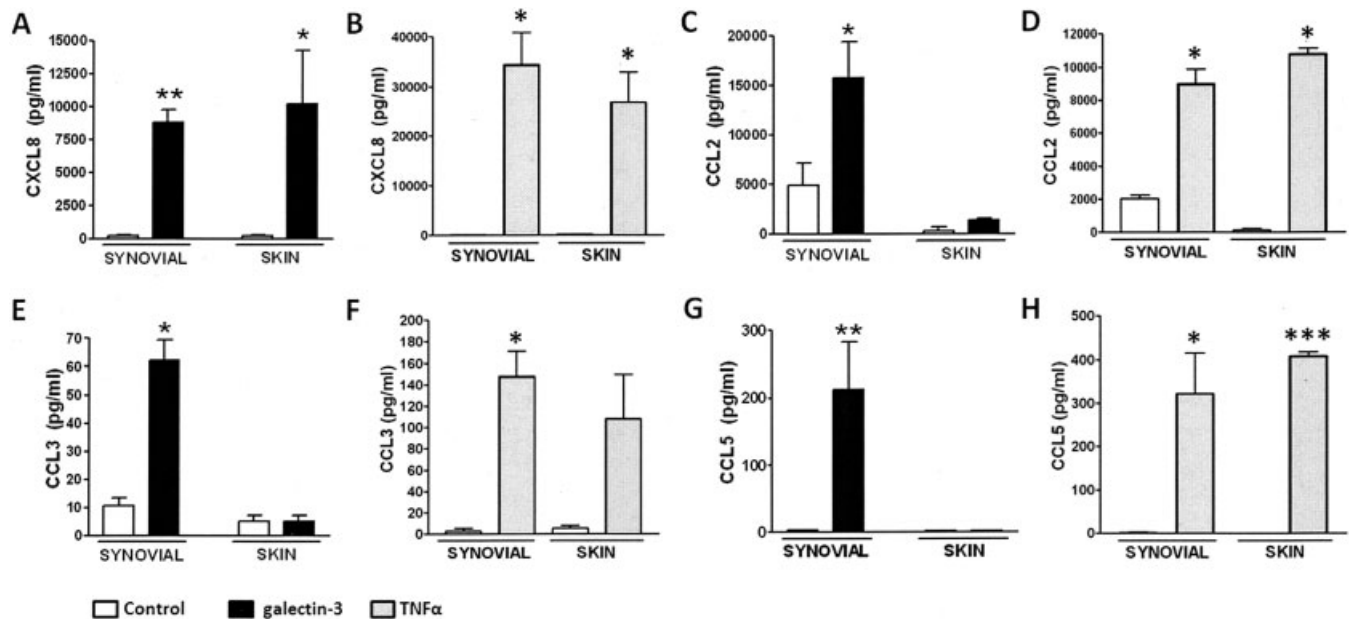 A
CXCL8 (pg/ml)
15000
12500
10000
7500
5000
2500
0
**
*
SYNOVIAL SKIN
B
CXCL8 (pg/ml)
40000
30000
20000
10000
0
*
*
SYNOVIAL SKIN
C
CCL2 (pg/ml)
20000
15000
10000
5000
0
*
SYNOVIAL SKIN
D
CCL2 (pg/ml)
12000
10000
8000
6000
4000
2000
0
*
*
SYNOVIAL SKIN
E
CCL3 (pg/ml)
70
60
50
40
30
20
10
0
*
SYNOVIAL SKIN
F
CCL3 (pg/ml)
200
180
160
140
120
100
80
60
40
20
0
*
SYNOVIAL SKIN
G
CCL5 (pg/ml)
300
200
100
0
**
SYNOVIAL SKIN
H
CCL5 (pg/ml)
500
400
300
200
100
0
*
***
SYNOVIAL SKIN
Control galectin-3 TNFα